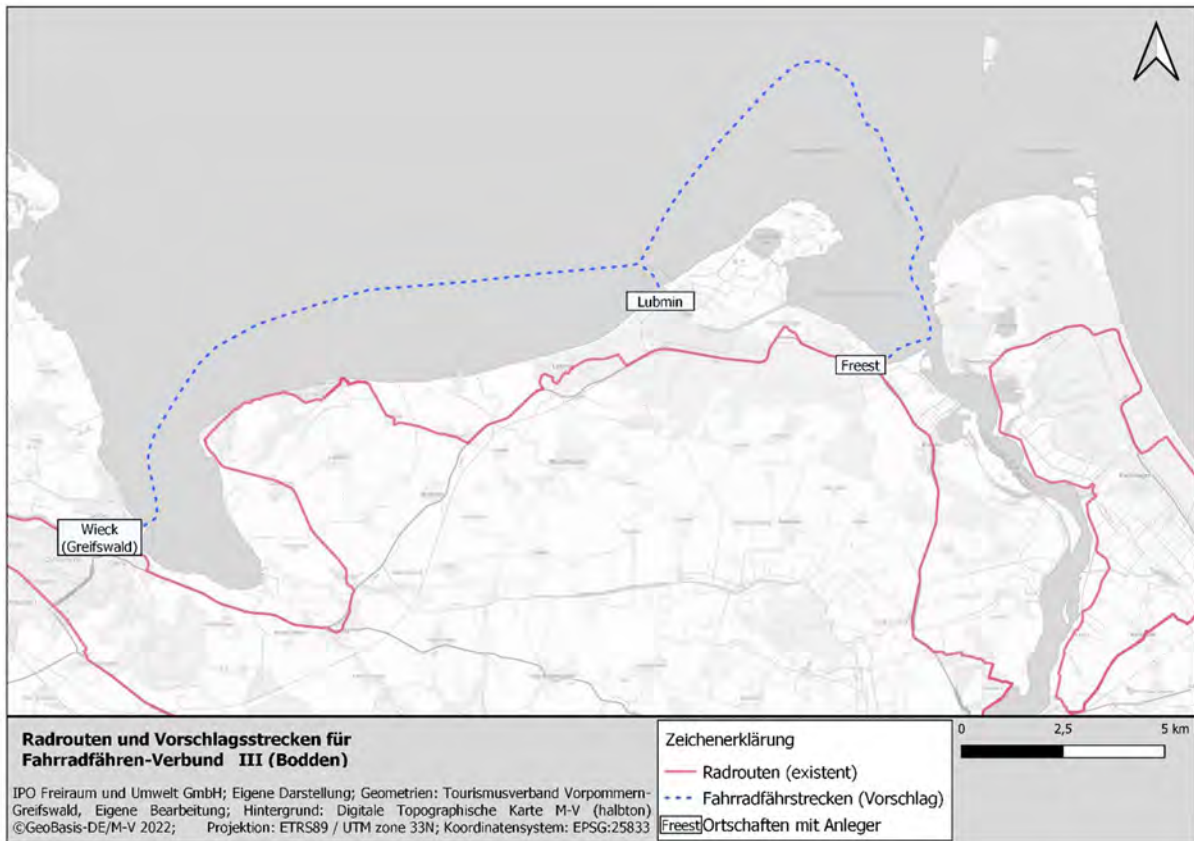 Lubmin
Freest
Wieck
(Greifswald)
Radrouten und Vorschlagsstrecken für
Fahrradfähren-Verbund III (Bodden)
IPO Freiraum und Umwelt GmbH; Eigene Darstellung; Geometrien: Tourismusverband Vorpommern-
Greifswald, Eigene Bearbeitung; Hintergrund: Digitale Topographische Karte M-V (halbton)
©GeoBasis-DE/M-V 2022; Projektion: ETRS89 / UTM zone 33N; Koordinatensystem: EPSG:25833
Zeichenerklärung
Radrouten (existent)
Fahrradfährstrecken (Vorschlag)
Freest Ortschaften mit Anleger
0 2,5 5 km